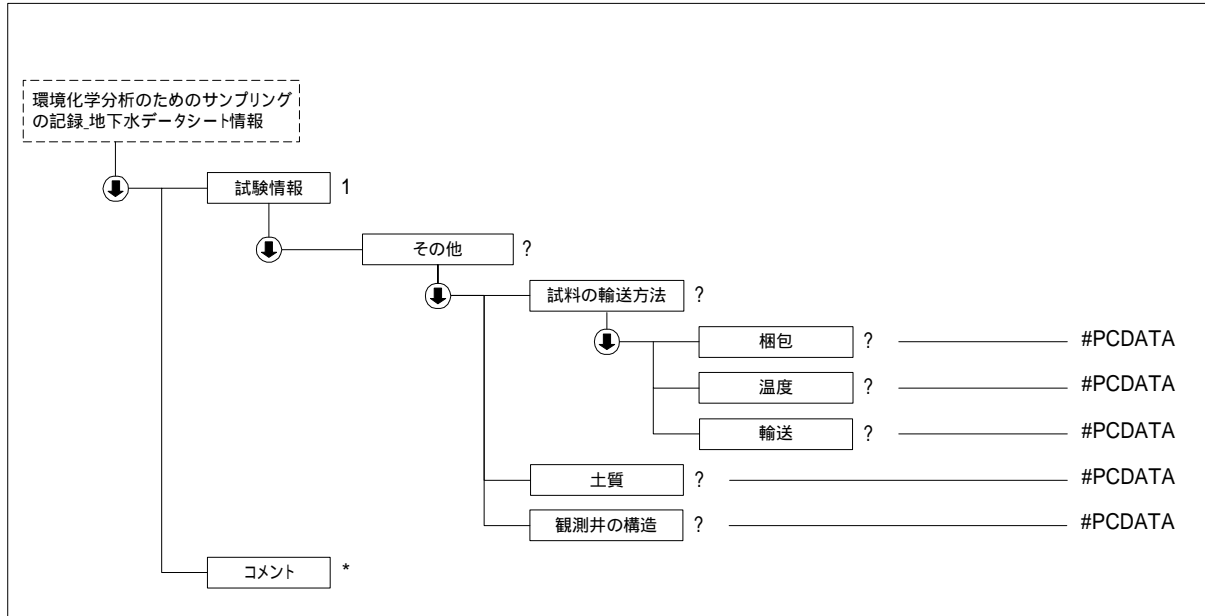 環境化学分析のためのサンプリング
の記録_地下水データシート情報
試験情報 1
その他 ?
試料の輸送方法 ?
梱包 ? #PCDATA
温度 ? #PCDATA
輸送 ? #PCDATA
土質 ? #PCDATA
観測井の構造 ? #PCDATA
コメント *